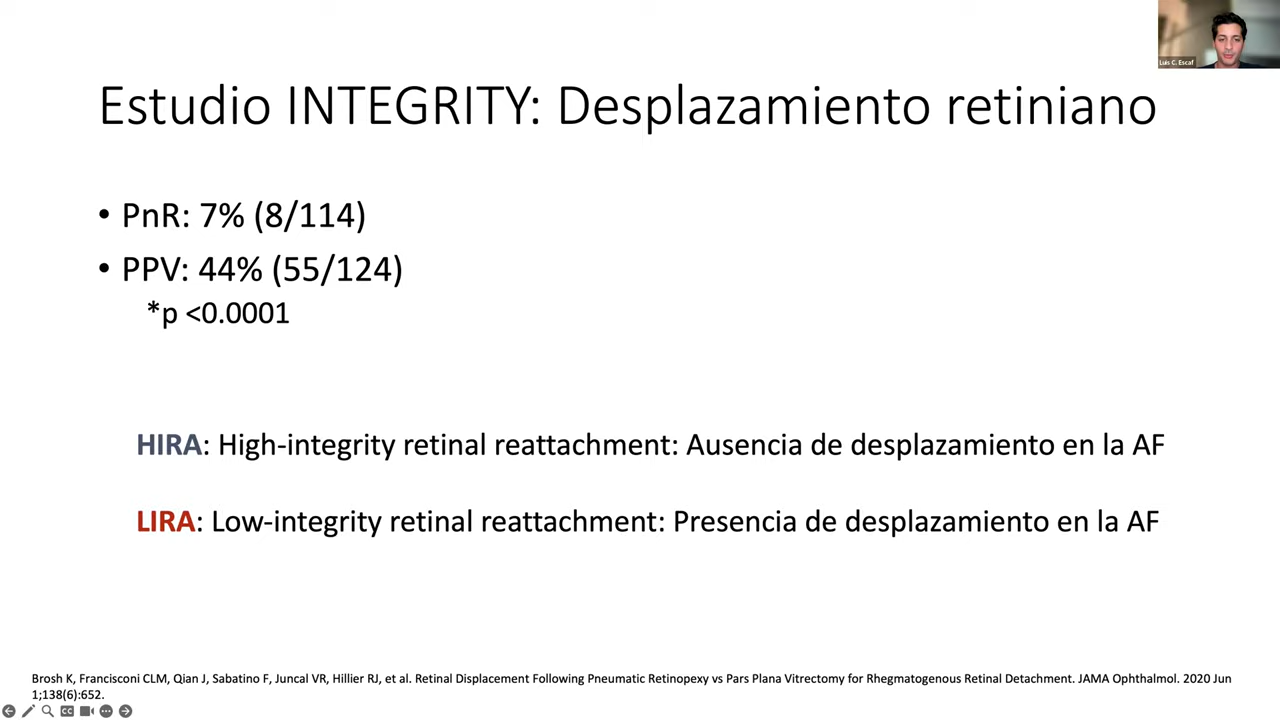 Luis C. Escaf
Estudio INTEGRITY: Desplazamiento retiniano
• PnR: 7% (8/114)
• PPV: 44% (55/124)
*p <0.0001
HIRA: High-integrity retinal reattachment: Ausencia de desplazamiento en la AF
LIRA: Low-integrity retinal reattachment: Presencia de desplazamiento en la AF
Brosh K, Francisconi CLM, Qian J, Sabatino F, Juncal VR, Hillier RJ, et al. Retinal Displacement Following Pneumatic Retinopexy vs Pars Plana Vitrectomy for Rhegmatogenous Retinal Detachment. JAMA Ophthalmol. 2020 Jun
1;138(6):652.
CC